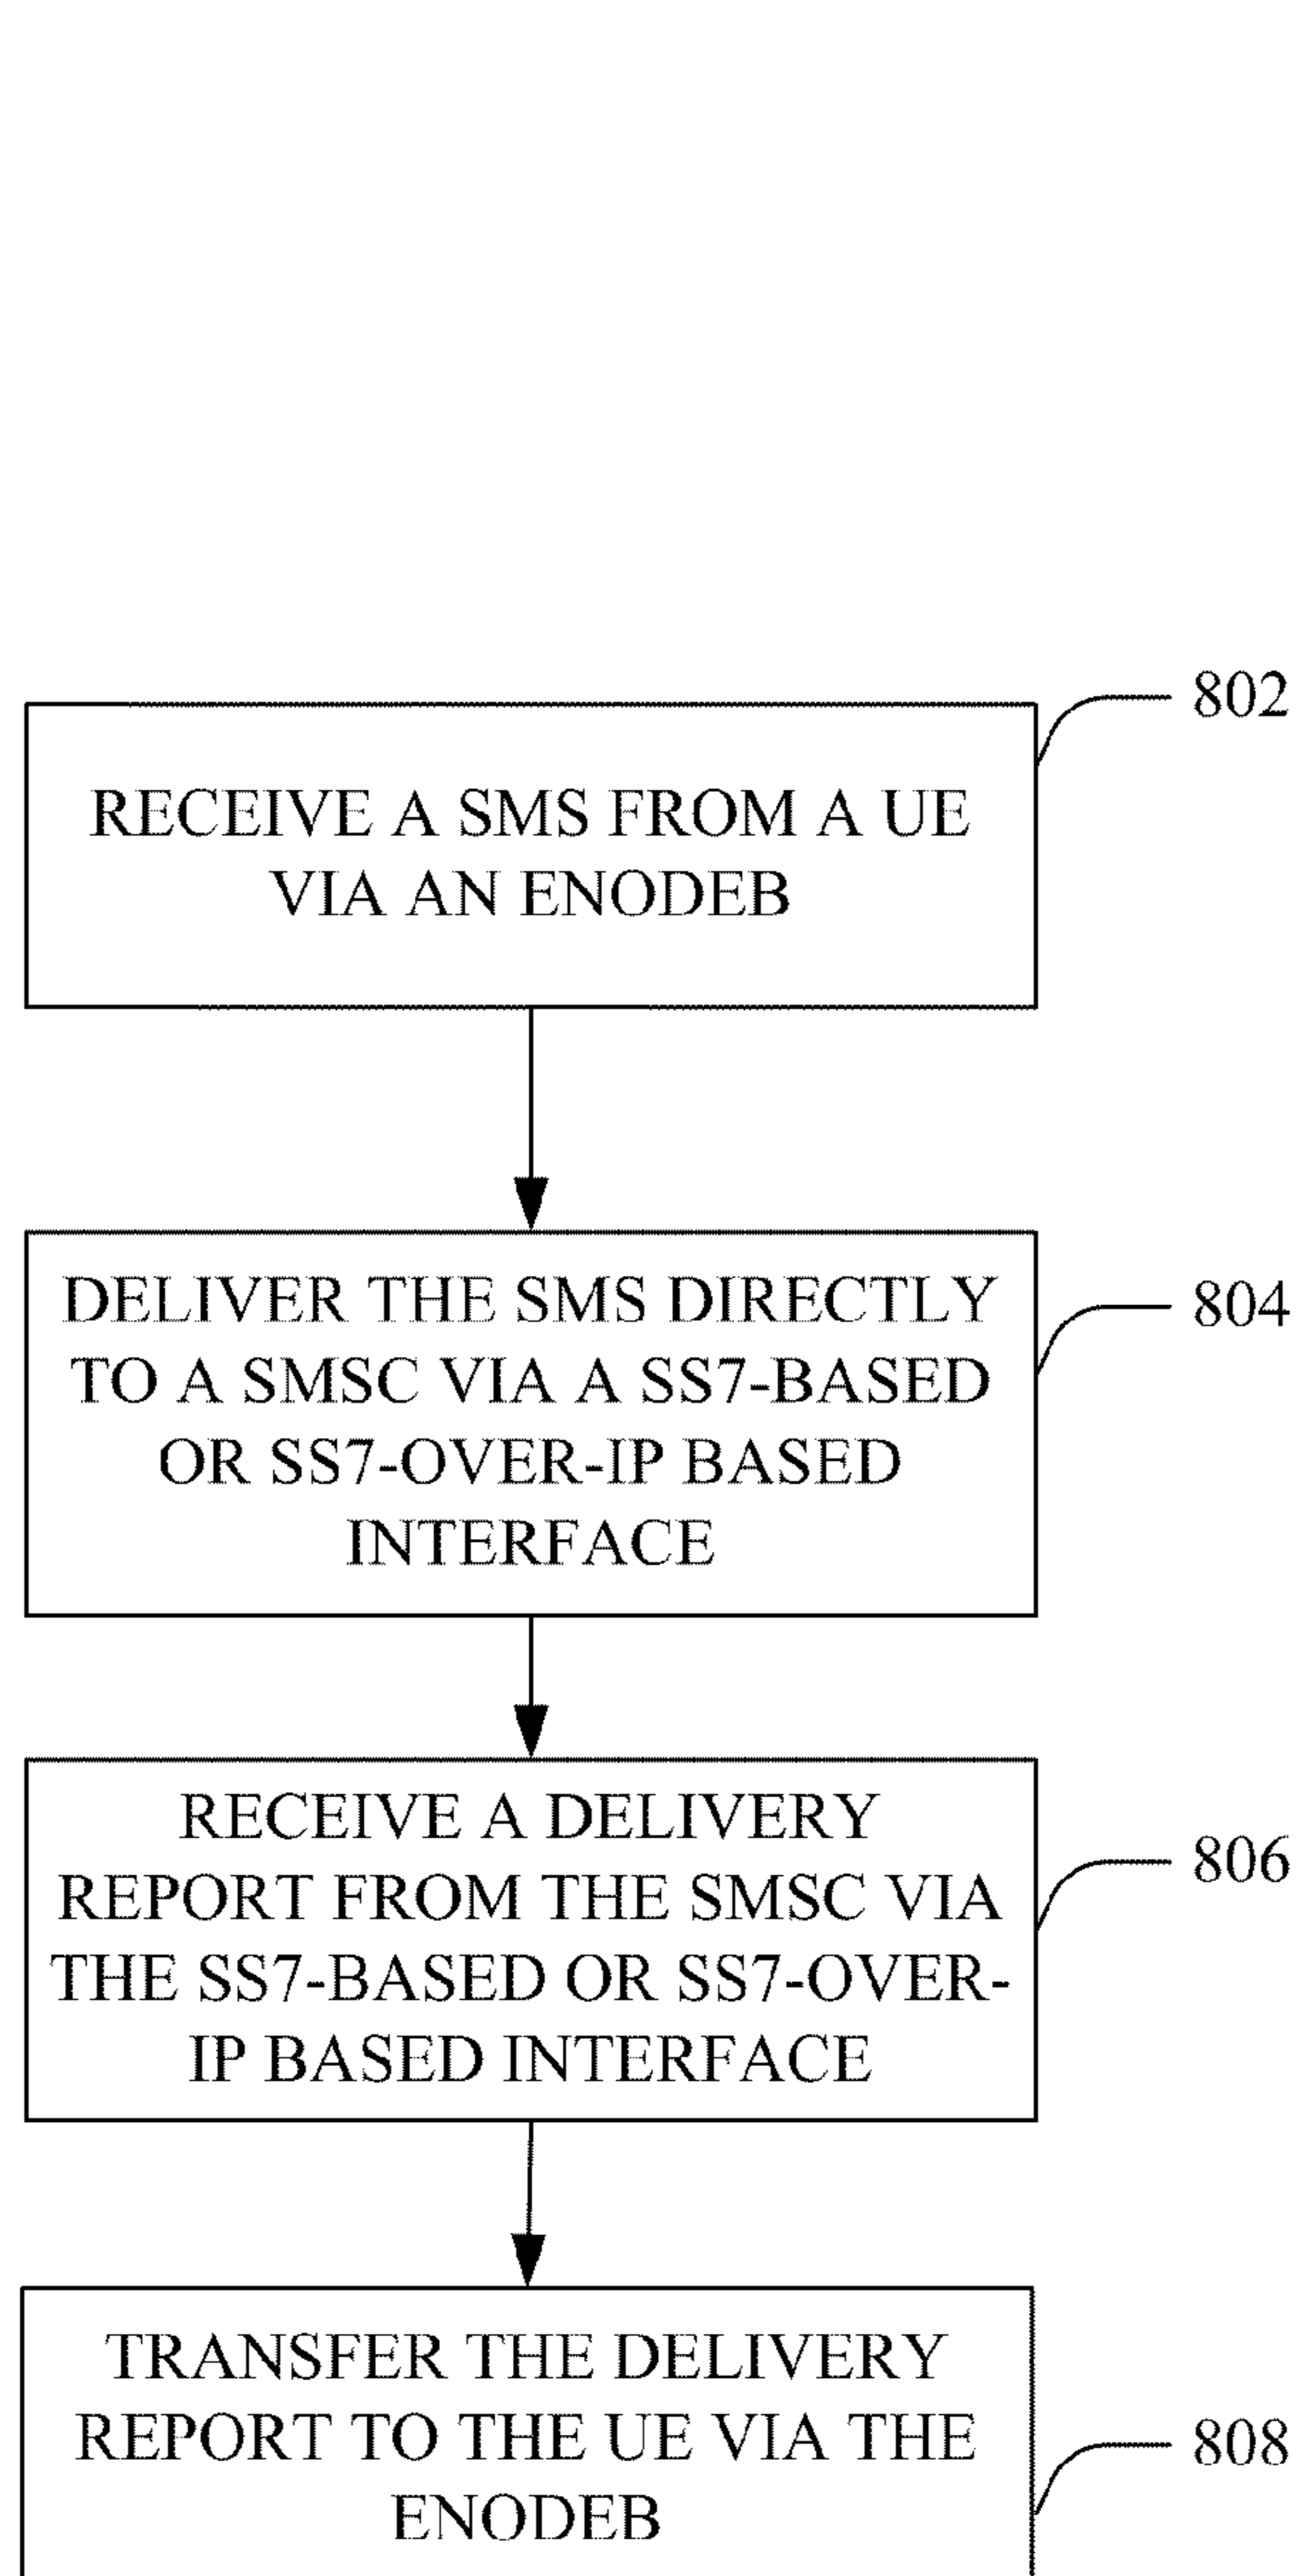 802
RECEIVE A SMS FROM A UE
VIA AN ENODEB
DELIVER THE SMS DIRECTLY
TO A SMSC VIA A SS7-BASED
OR SS7-OVER-IP BASED
INTERFACE
804
RECEIVE A DELIVERY
REPORT FROM THE SMSC VIA
THE SS7-BASED OR SS7-OVER-
IP BASED INTERFACE
806
TRANSFER THE DELIVERY
REPORT TO THE UE VIA THE
ENODEB
808